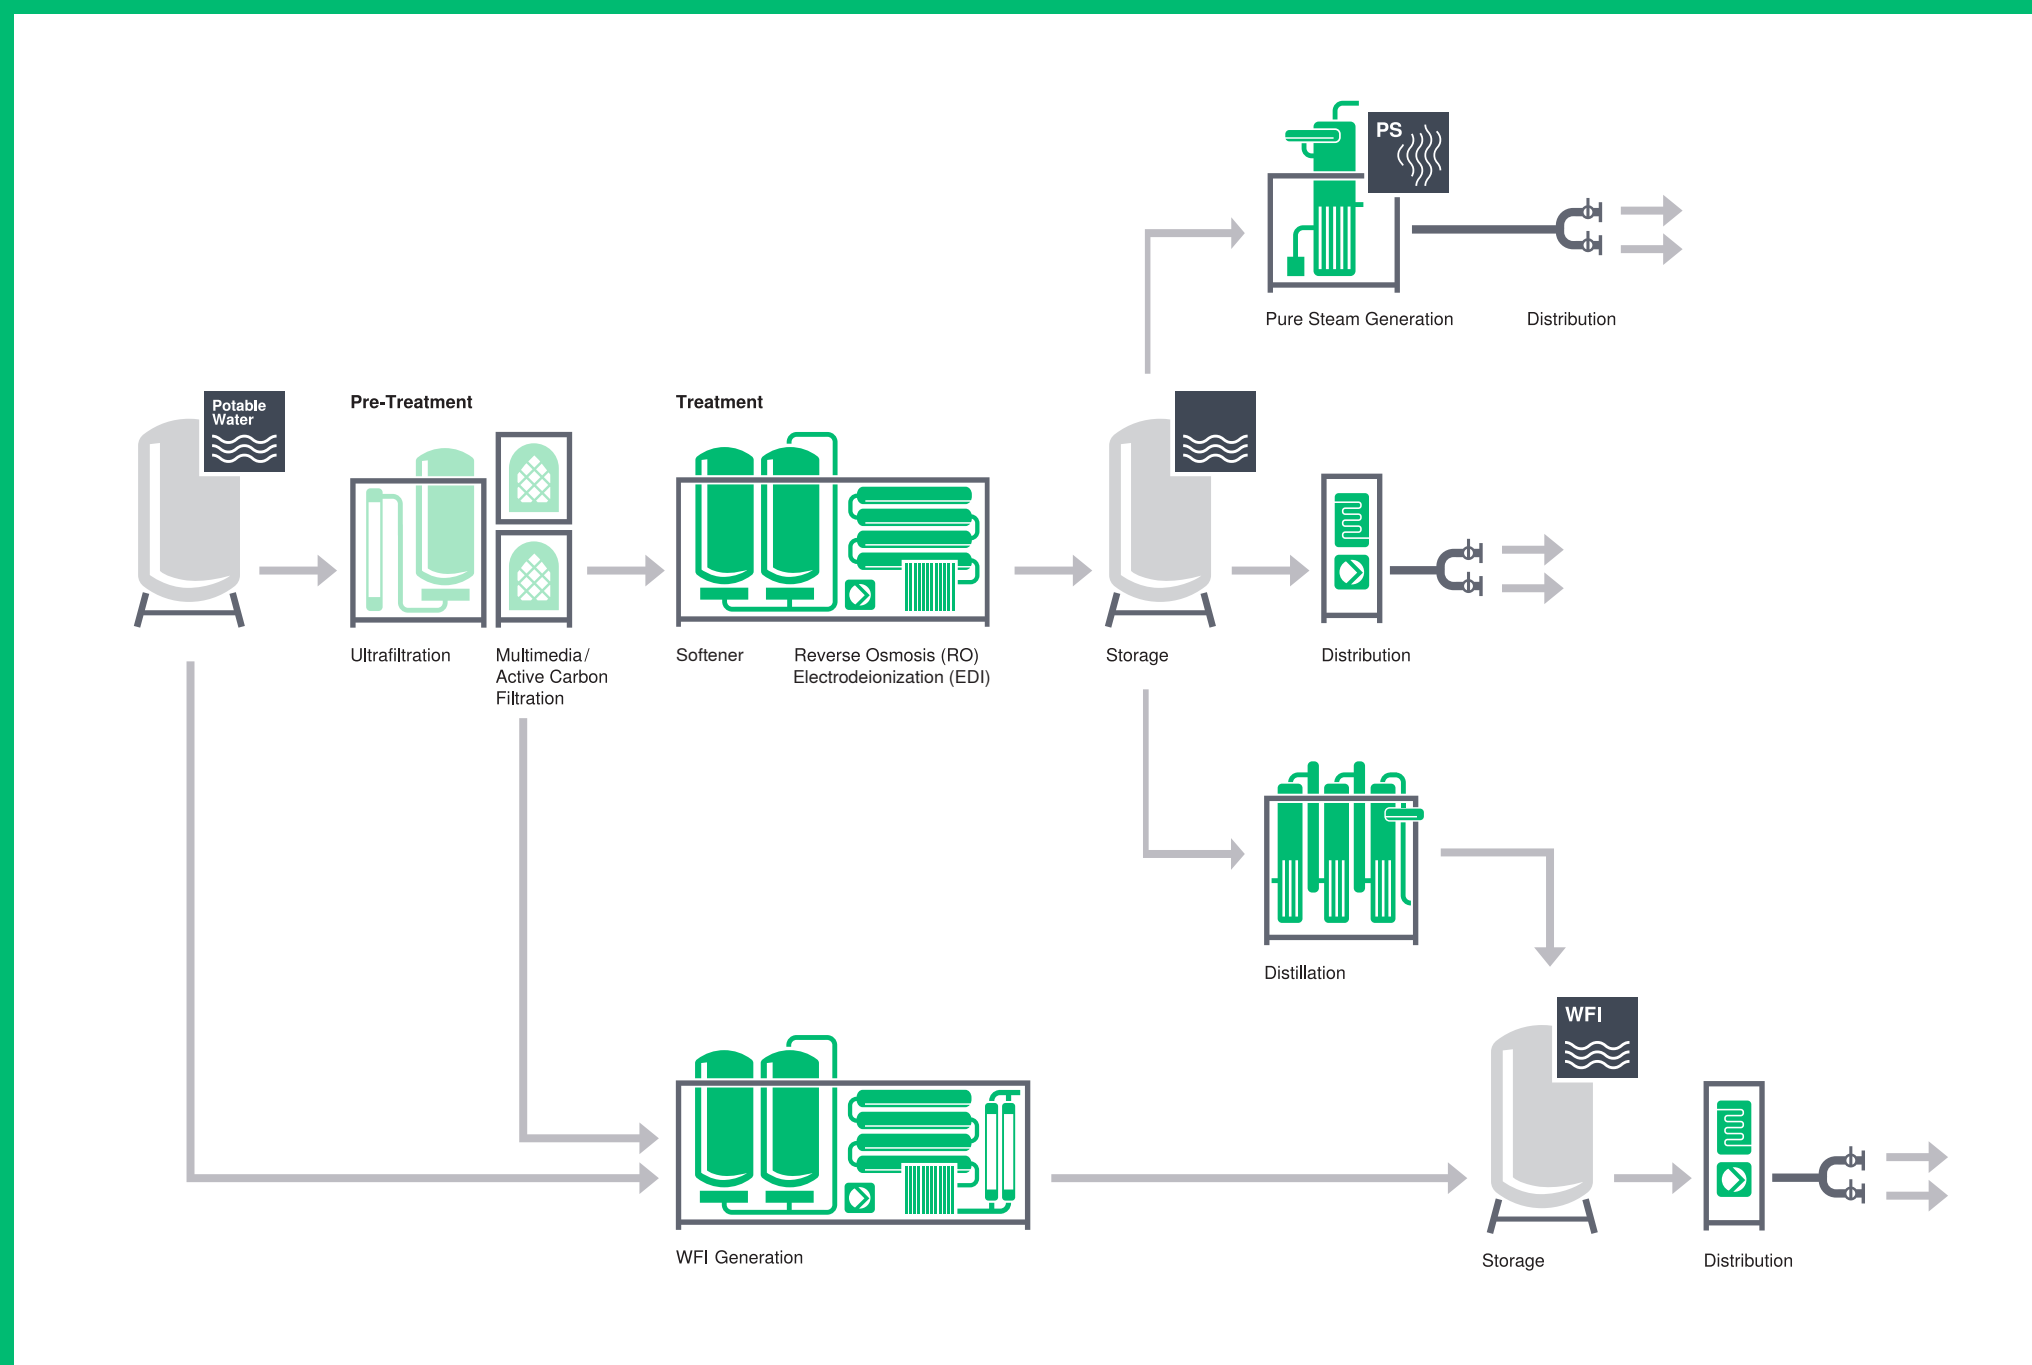 PS
Pure Steam Generation
Distribution
Potable
Water
Pre-Treatment
Treatment
Ultrafiltration
Multimedia/
Active Carbon
Filtration
Softener
Reverse Osmosis (RO)
Electrodeionization (EDI)
Storage
Distribution
Distillation
WFI
WFI Generation
Storage
Distribution